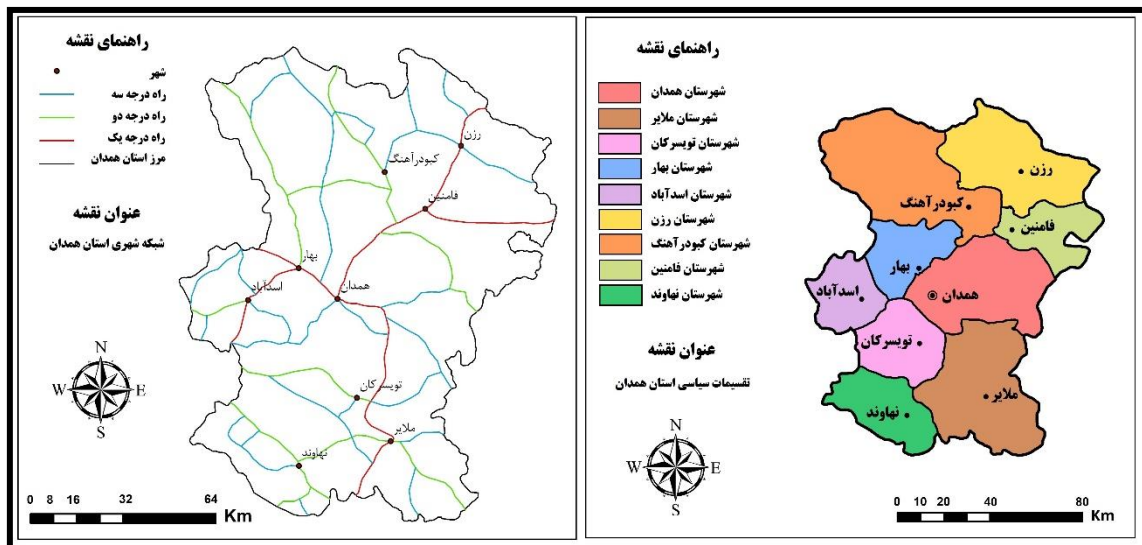 راهنمای نقشه
شهر
راه درجه سه
راه درجه دو
راه درجه یک
مرز استان همدان
عنوان نقشه
شبکه شهری استان همدان
N
W E
S
0 8 16 32 64
Km
رزن
کبودرآهنگ
فامنین
بهار
اسدآباد
همدان
تویسرکان
ملایر
نهاوند
راهنمای نقشه
شهرستان همدان
شهرستان ملایر
شهرستان تویسرکان
شهرستان بهار
شهرستان اسدآباد
شهرستان رزن
شهرستان کبودرآهنگ
شهرستان فامنین
شهرستان نهاوند
عنوان نقشه
تقسیمات سیاسی استان همدان
N
W E
S
0 10 20 40 80
Km
رزن
کبودرآهنگ
فامنین
بهار
اسدآباد
همدان
تویسرکان
ملایر
نهاوند